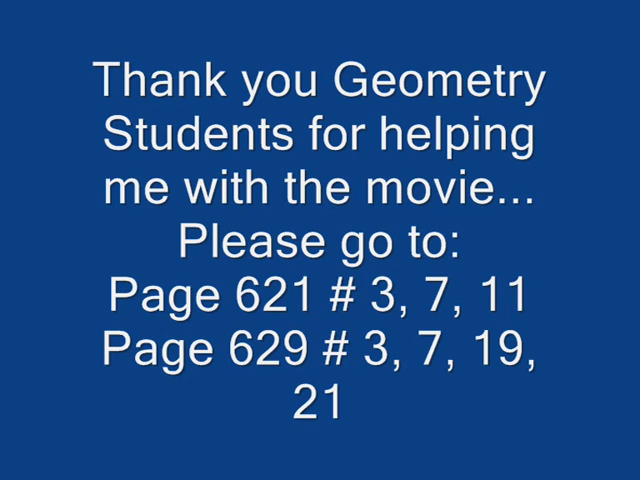 Thank you Geometry
Students for helping
me with the movie...
Please go to:
Page 621 # 3, 7, 11
Page 629 # 3, 7, 19,
21